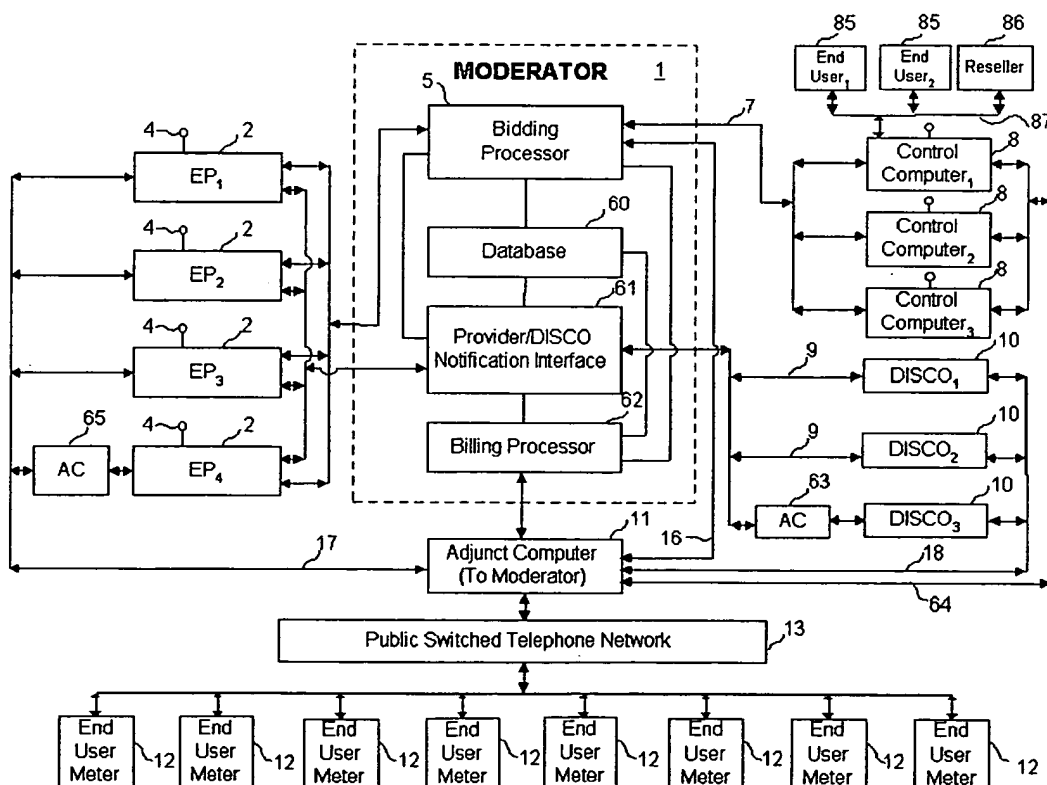 85
85
86
End
User1
End
User2
Reseller
87
MODERATOR 1
5
Bidding
Processor
7
Control
Computer1
8
Control
Computer2
8
Control
Computer3
8
4
2
EP1
4
2
EP2
4
2
EP3
65
AC
4
2
EP4
60
Database
61
Provider/DISCO
Notification Interface
62
Billing Processor
9
10
DISCO1
9
10
DISCO2
63
AC
10
DISCO3
17
11
Adjunct Computer
(To Moderator)
16
18
64
Public Switched Telephone Network
13
End
User
Meter
12
End
User
Meter
12
End
User
Meter
12
End
User
Meter
12
End
User
Meter
12
End
User
Meter
12
End
User
Meter
12
End
User
Meter
12